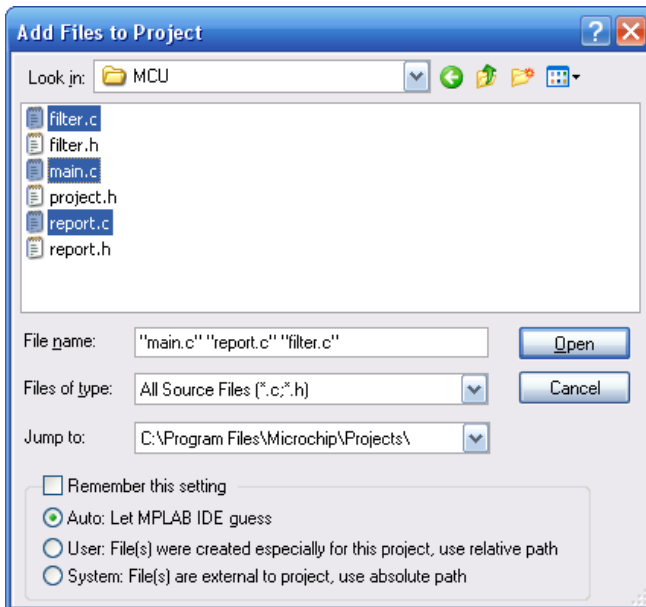 Add Files to Project
Look in: MCU
filter.c
filter.h
main.c
project.h
report.c
report.h
File name: "main.c" "report.c" "filter.c" Open
Files of type: All Source Files (*.c;*.h) Cancel
Jump to: C:\Program Files\Microchip\Projects\
Remember this setting
Auto: Let MPLAB IDE guess
User: File(s) were created especially for this project, use relative path
System: File(s) are external to project, use absolute path